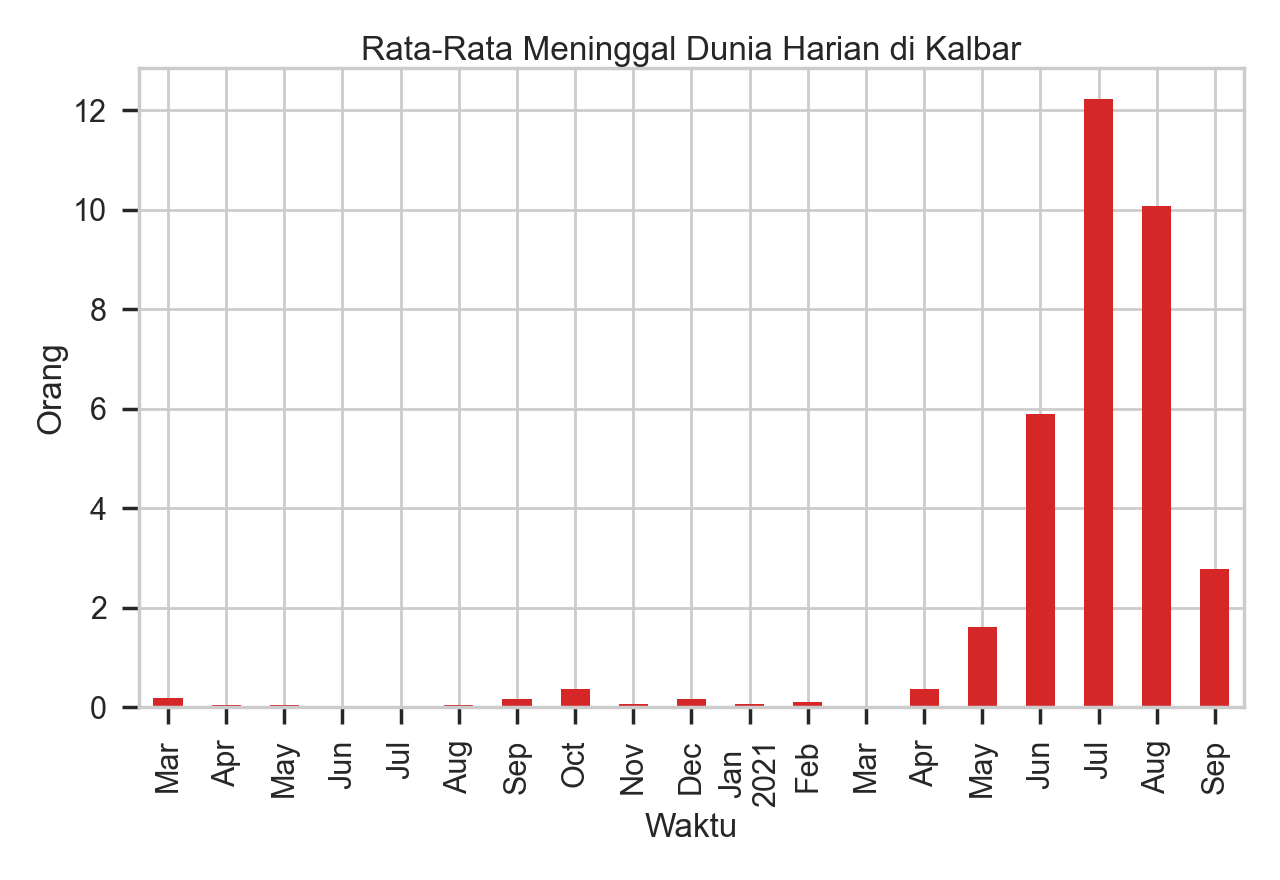 Rata-Rata Meninggal Dunia Harian di Kalbar
Orang
12
10
8
6
4
2
0
Mar
Apr
May
Jun
Jul
Aug
Sep
Oct
Nov
Dec
Jan
2021
Feb
Mar
Apr
May
Jun
Jul
Aug
Sep
Waktu